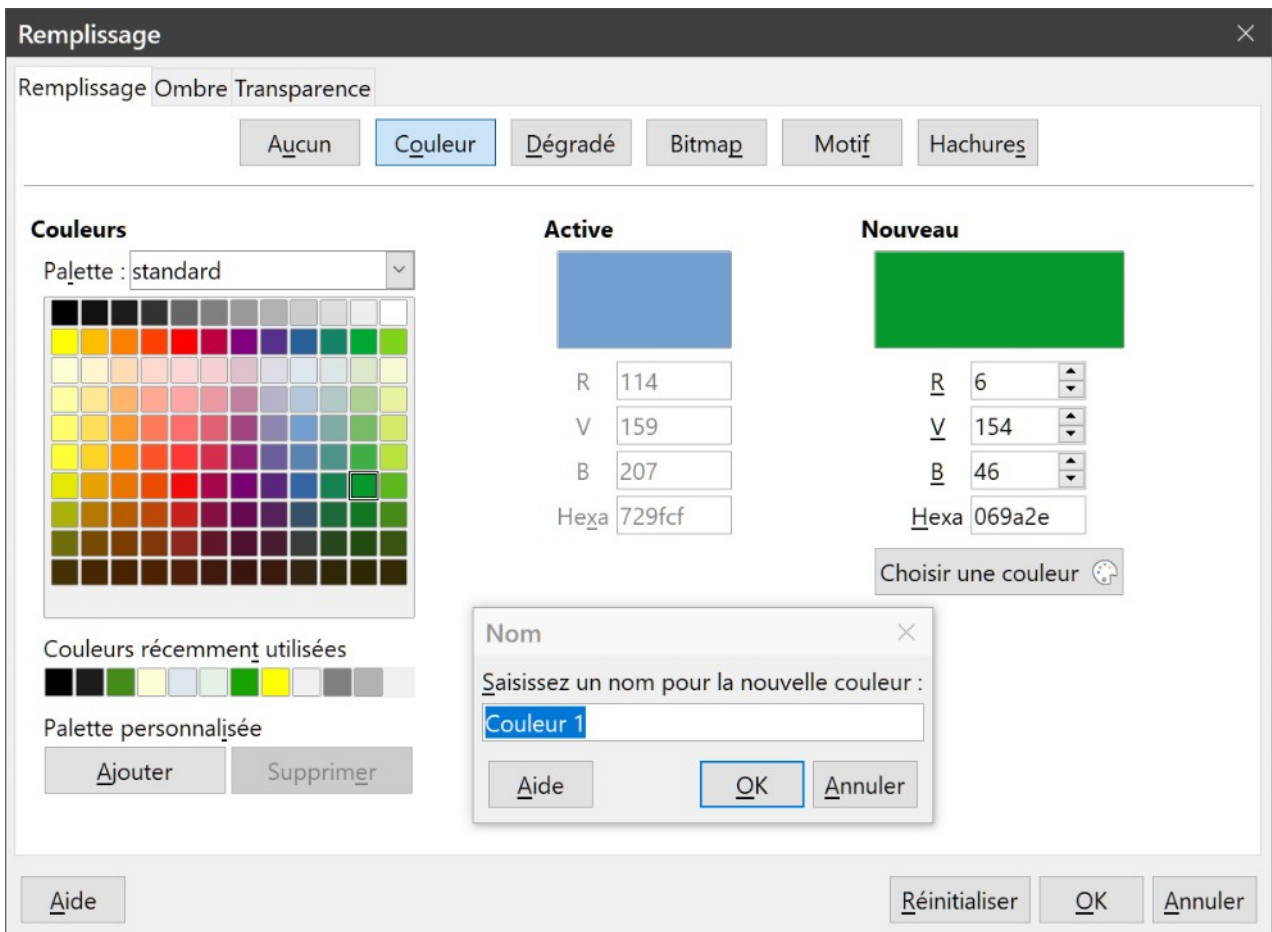 Remplissage
Remplissage Ombre Transparence
Aucun Couleur Dégradé Bitmap Motif Hachures
Couleurs
Palette : standard
Active
R 114
V 159
B 207
Hexa 729fcf
Nouveau
R 6
V 154
B 46
Hexa 069a2e
Choisir une couleur
Couleurs récemment utilisées
Palette personnalisée
Ajouter Supprimer
Nom
Saisissez un nom pour la nouvelle couleur :
Couleur 1
Aide OK Annuler
Aide Réinitialiser OK Annuler